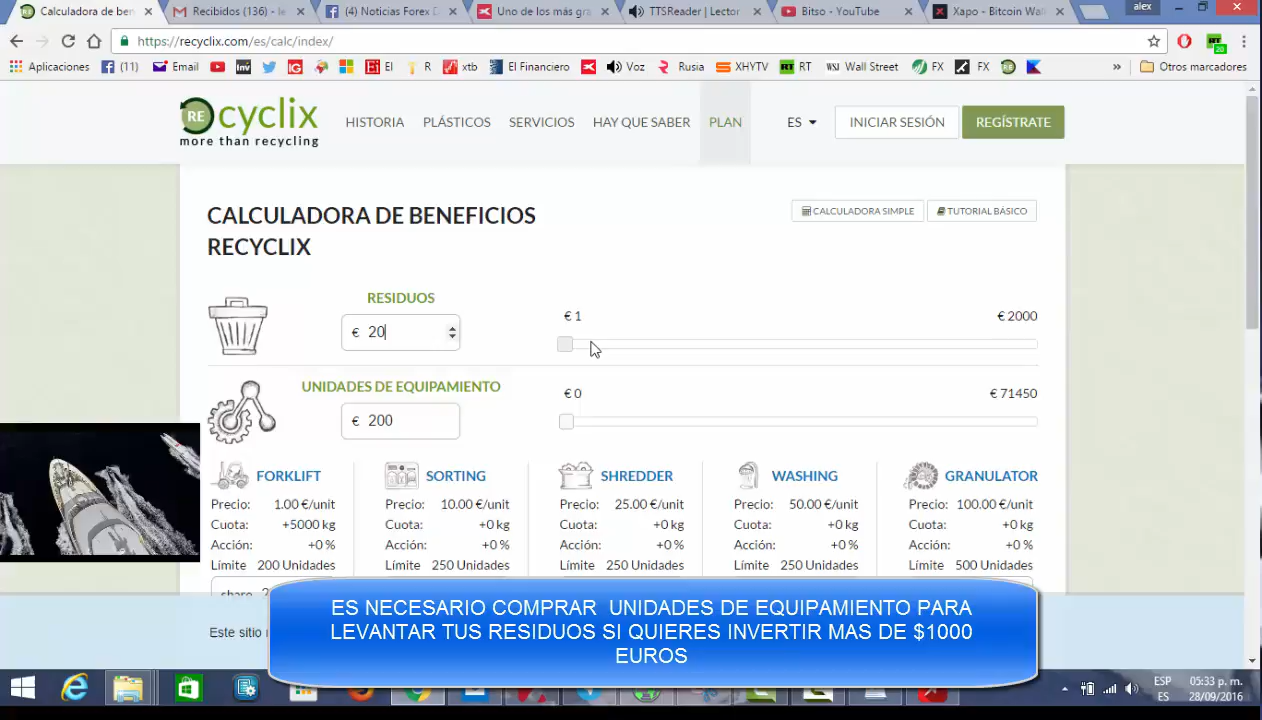 Calculadora de ben
Recibidos (136) - le
(4) Noticias Forex D
Uno de los más gra
TTSReader | Lector
Bitso - YouTube
Xapo - Bitcoin Wal
alex
https://recyclix.com/es/calc/index/
Aplicaciones
(11)
Email
El
R
xtb
El Financiero
Voz
Rusia
XHYTV
RT
Wall Street
FX
FX
»
Otros marcadores
RE cyclix
more than recycling
HISTORIA
PLÁSTICOS
SERVICIOS
HAY QUE SABER
PLAN
ES
INICIAR SESIÓN
REGÍSTRATE
CALCULADORA DE BENEFICIOS
RECYCLIX
CALCULADORA SIMPLE
TUTORIAL BÁSICO
RESIDUOS
€ 20
€ 1
€ 2000
UNIDADES DE EQUIPAMIENTO
€ 200
€ 0
€ 71450
FORKLIFT
Precio: 1.00 €/unit
Cuota: +5000 kg
Acción: +0 %
Límite 200 Unidades
SORTING
Precio: 10.00 €/unit
Cuota: +0 kg
Acción: +0 %
Límite 250 Unidades
SHREDDER
Precio: 25.00 €/unit
Cuota: +0 kg
Acción: +0 %
Límite 250 Unidades
WASHING
Precio: 50.00 €/unit
Cuota: +0 kg
Acción: +0 %
Límite 250 Unidades
GRANULATOR
Precio: 100.00 €/unit
Cuota: +0 kg
Acción: +0 %
Límite 500 Unidades
Este sitio
ES NECESARIO COMPRAR UNIDADES DE EQUIPAMIENTO PARA
LEVANTAR TUS RESIDUOS SI QUIERES INVERTIR MAS DE $1000
EUROS
ESP
ES
05:33 p. m.
28/09/2016